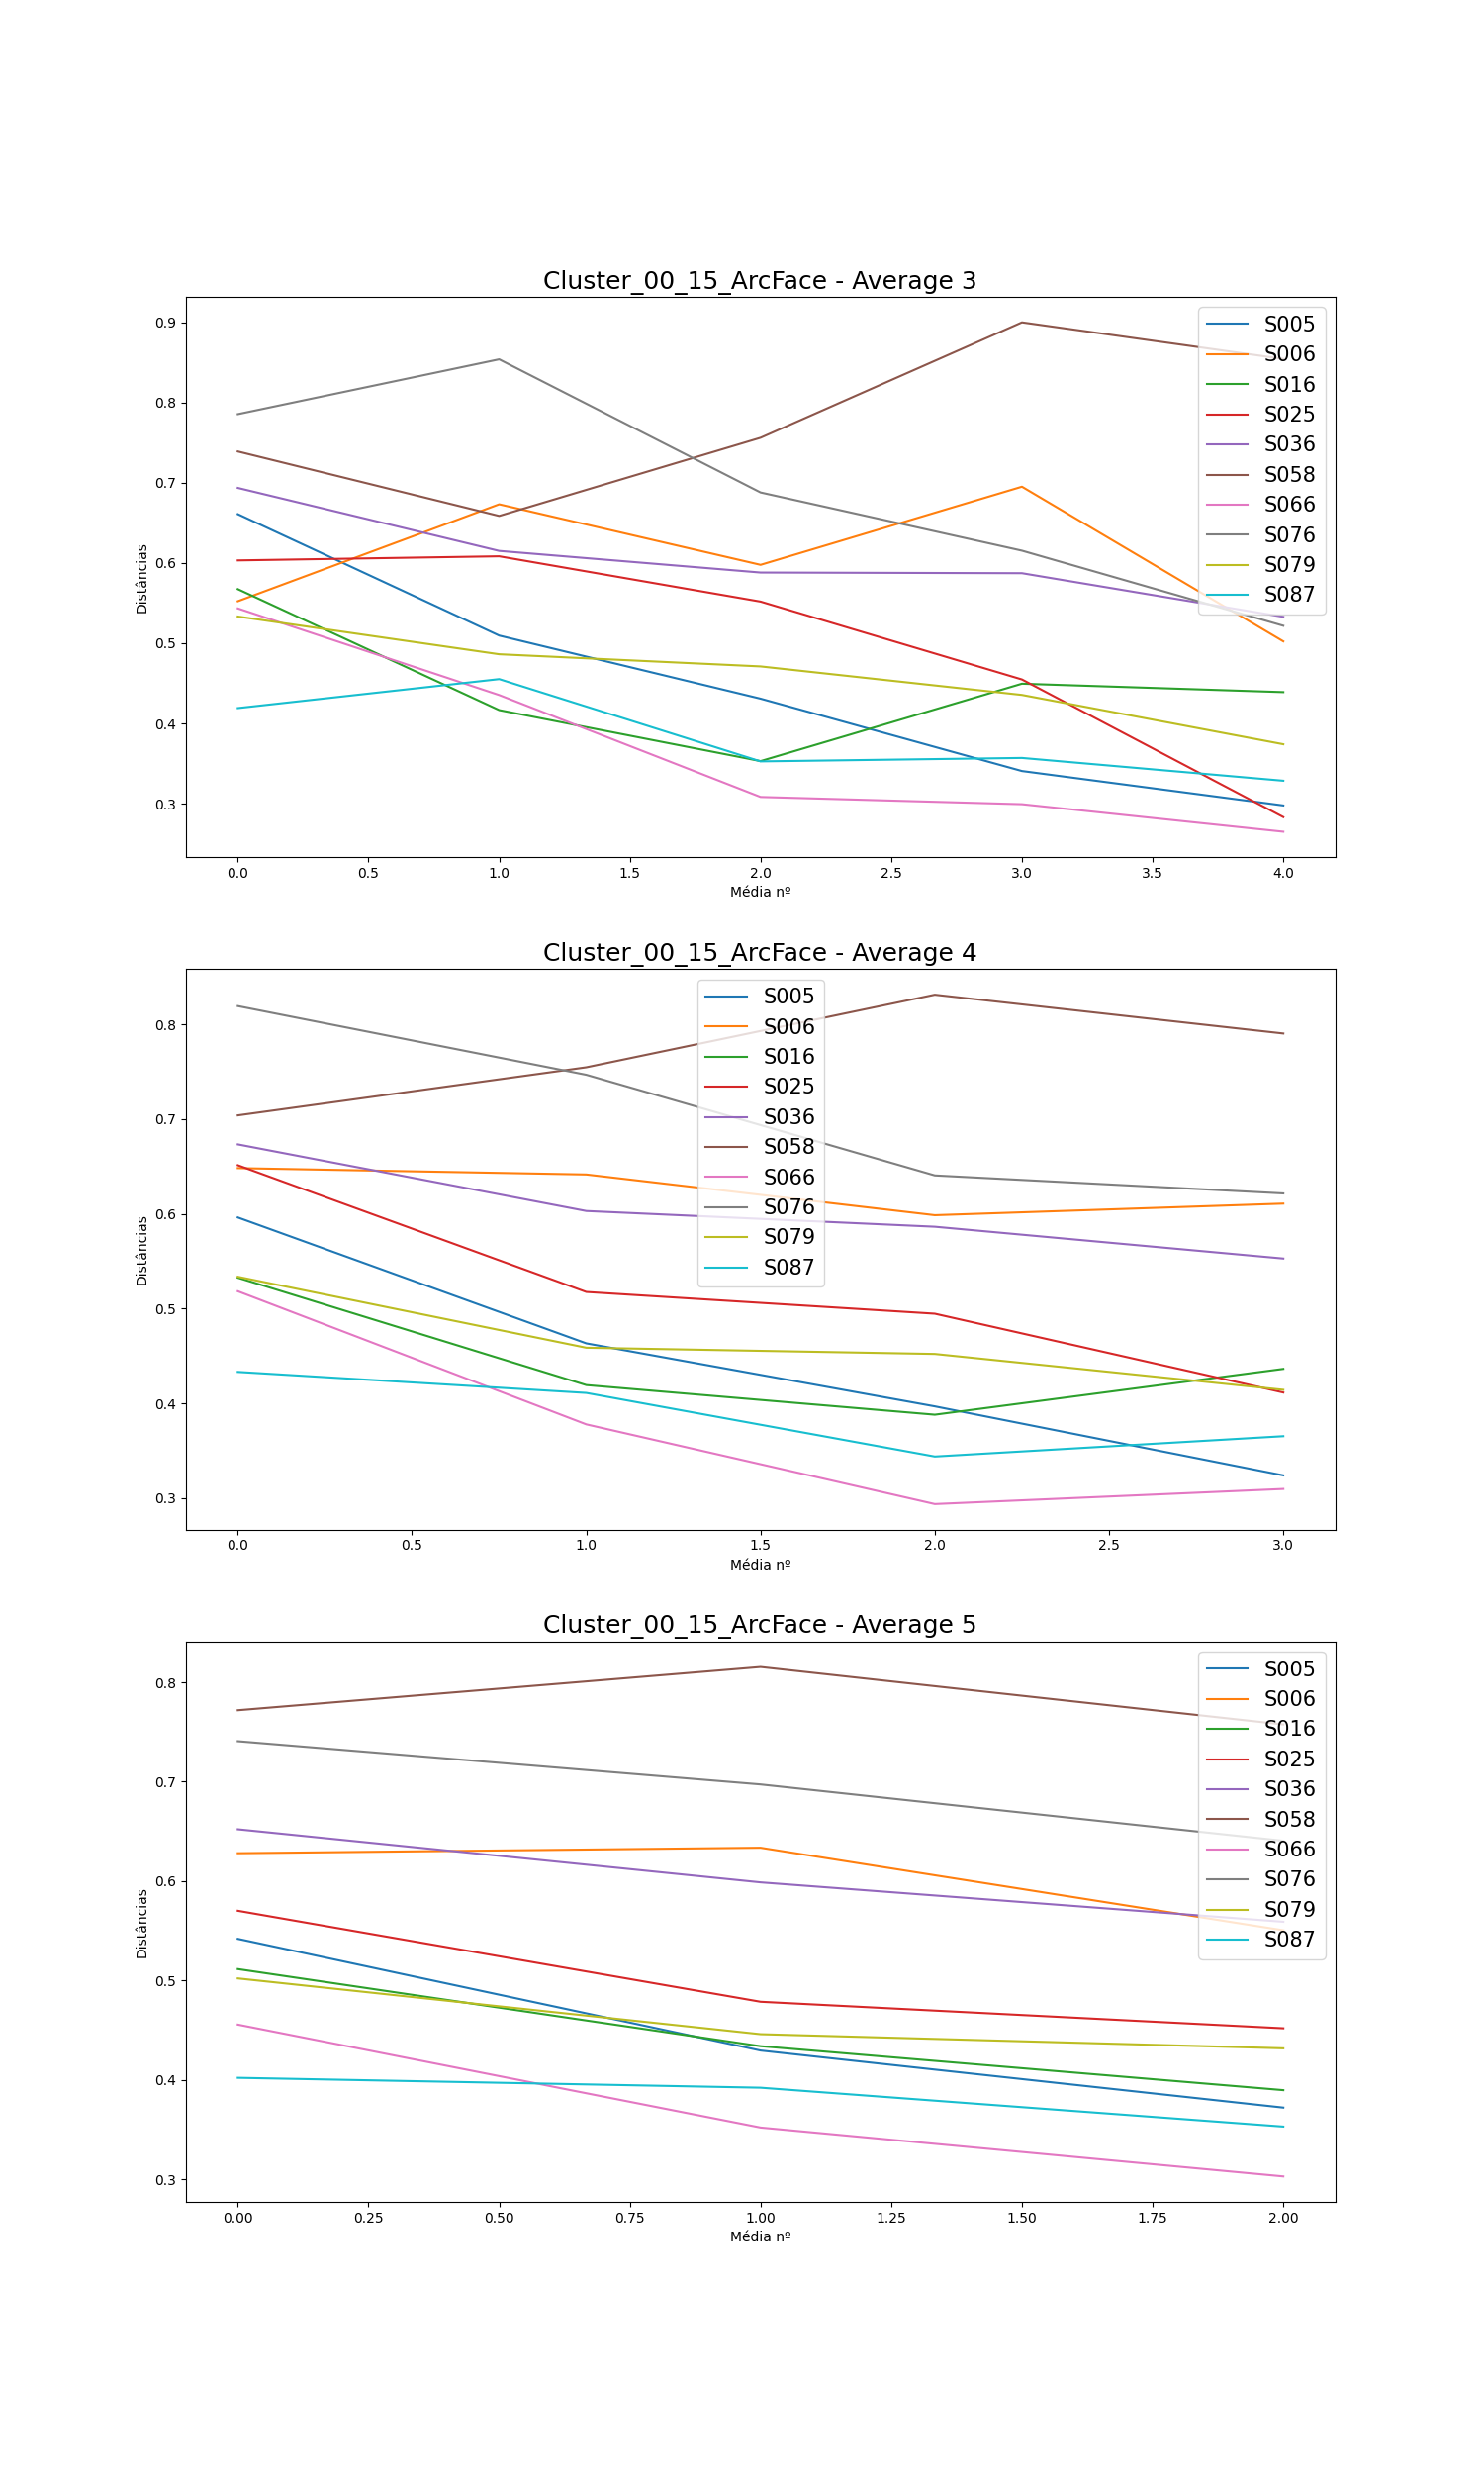 Cluster_00_15_ArcFace - Average 3
0.9
0.8
0.7
0.6
0.5
0.4
0.3
Distâncias
S005
S006
S016
S025
S036
S058
S066
S076
S079
S087
0.0 0.5 1.0 1.5 2.0 2.5 3.0 3.5 4.0
Média nº
Cluster_00_15_ArcFace - Average 4
0.8
0.7
0.6
0.5
0.4
0.3
Distâncias
S005
S006
S016
S025
S036
S058
S066
S076
S079
S087
0.0 0.5 1.0 1.5 2.0 2.5 3.0
Média nº
Cluster_00_15_ArcFace - Average 5
0.8
0.7
0.6
0.5
0.4
0.3
Distâncias
S005
S006
S016
S025
S036
S058
S066
S076
S079
S087
0.00 0.25 0.50 0.75 1.00 1.25 1.50 1.75 2.00
Média nº